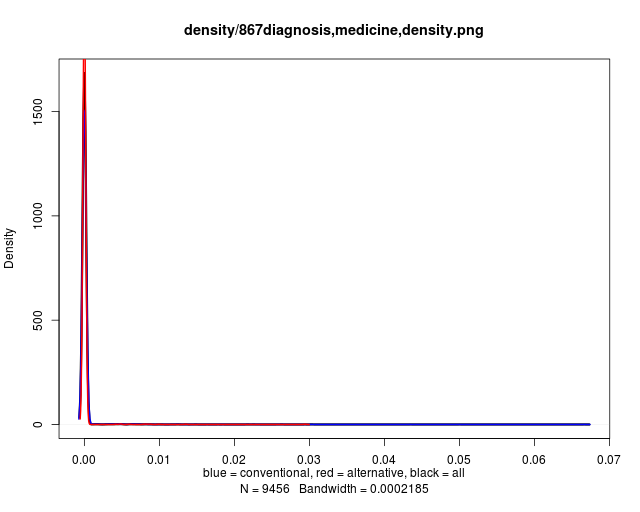 density/867diagnosis,medicine,density.png
Density
1500
1000
500
0
0.00 0.01 0.02 0.03 0.04 0.05 0.06 0.07
blue = conventional, red = alternative, black = all
N = 9456 Bandwidth = 0.0002185